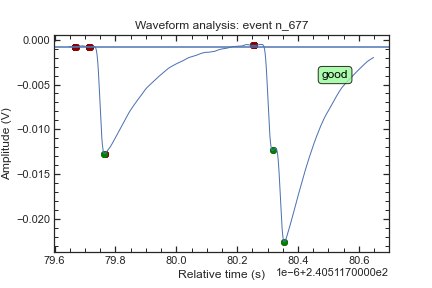 Waveform analysis: event n_677
0.000
−0.005
−0.010
−0.015
−0.020
Amplitude (V)
good
79.6 79.8 80.0 80.2 80.4 80.6
Relative time (s) 1e−6+2.4051170000e2